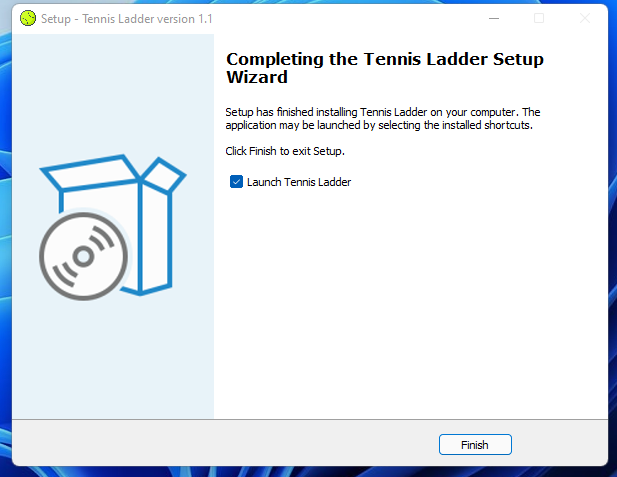 Setup - Tennis Ladder version 1.1
Completing the Tennis Ladder Setup
Wizard
Setup has finished installing Tennis Ladder on your computer. The
application may be launched by selecting the installed shortcuts.
Click Finish to exit Setup.
Launch Tennis Ladder
Finish